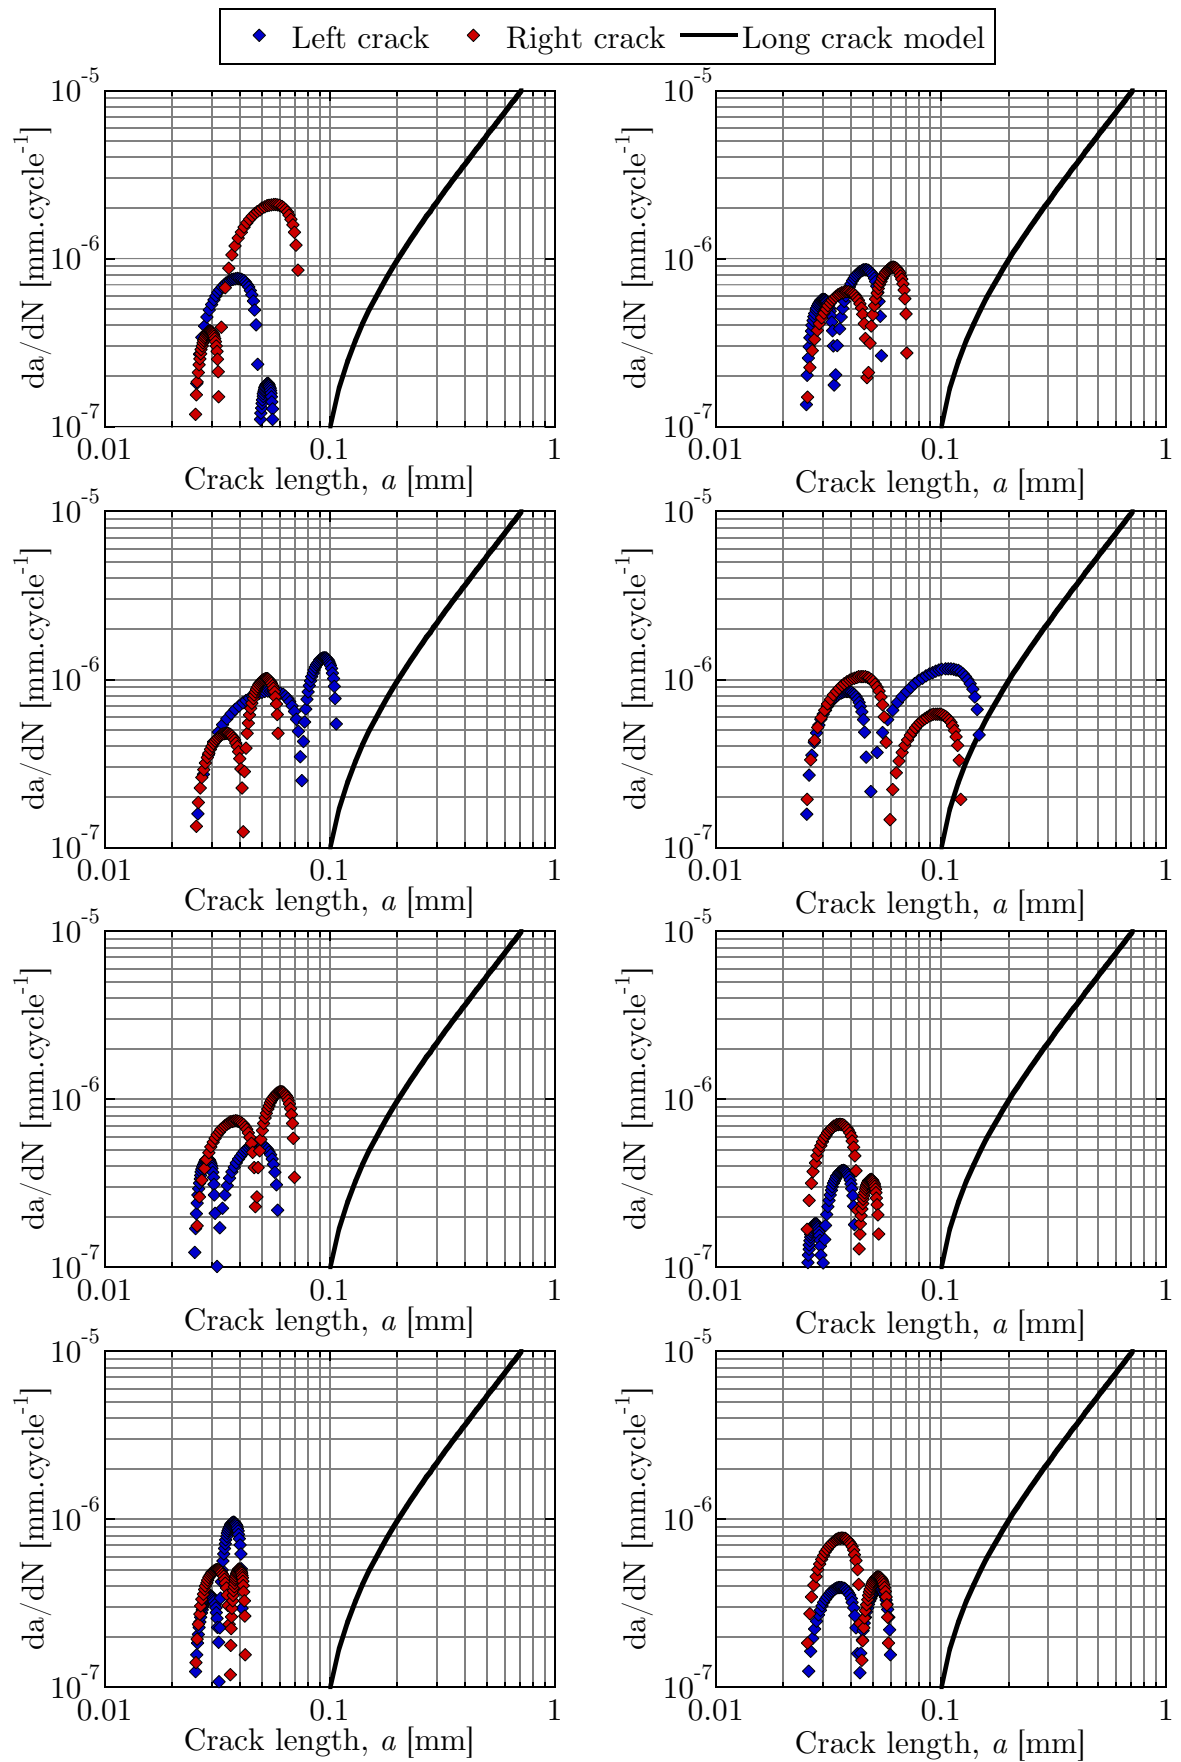 Left crack Right crack Long crack model
10^-5 10^-5
da/dN [mm.cycle^-1] da/dN [mm.cycle^-1]
10^-6 10^-6
10^-7 10^-7
0.01 0.1 1 0.01 0.1 1
Crack length, a [mm] Crack length, a [mm]
10^-5 10^-5
da/dN [mm.cycle^-1] da/dN [mm.cycle^-1]
10^-6 10^-6
10^-7 10^-7
0.01 0.1 1 0.01 0.1 1
Crack length, a [mm] Crack length, a [mm]
10^-5 10^-5
da/dN [mm.cycle^-1] da/dN [mm.cycle^-1]
10^-6 10^-6
10^-7 10^-7
0.01 0.1 1 0.01 0.1 1
Crack length, a [mm] Crack length, a [mm]
10^-5 10^-5
da/dN [mm.cycle^-1] da/dN [mm.cycle^-1]
10^-6 10^-6
10^-7 10^-7
0.01 0.1 1 0.01 0.1 1
Crack length, a [mm] Crack length, a [mm]